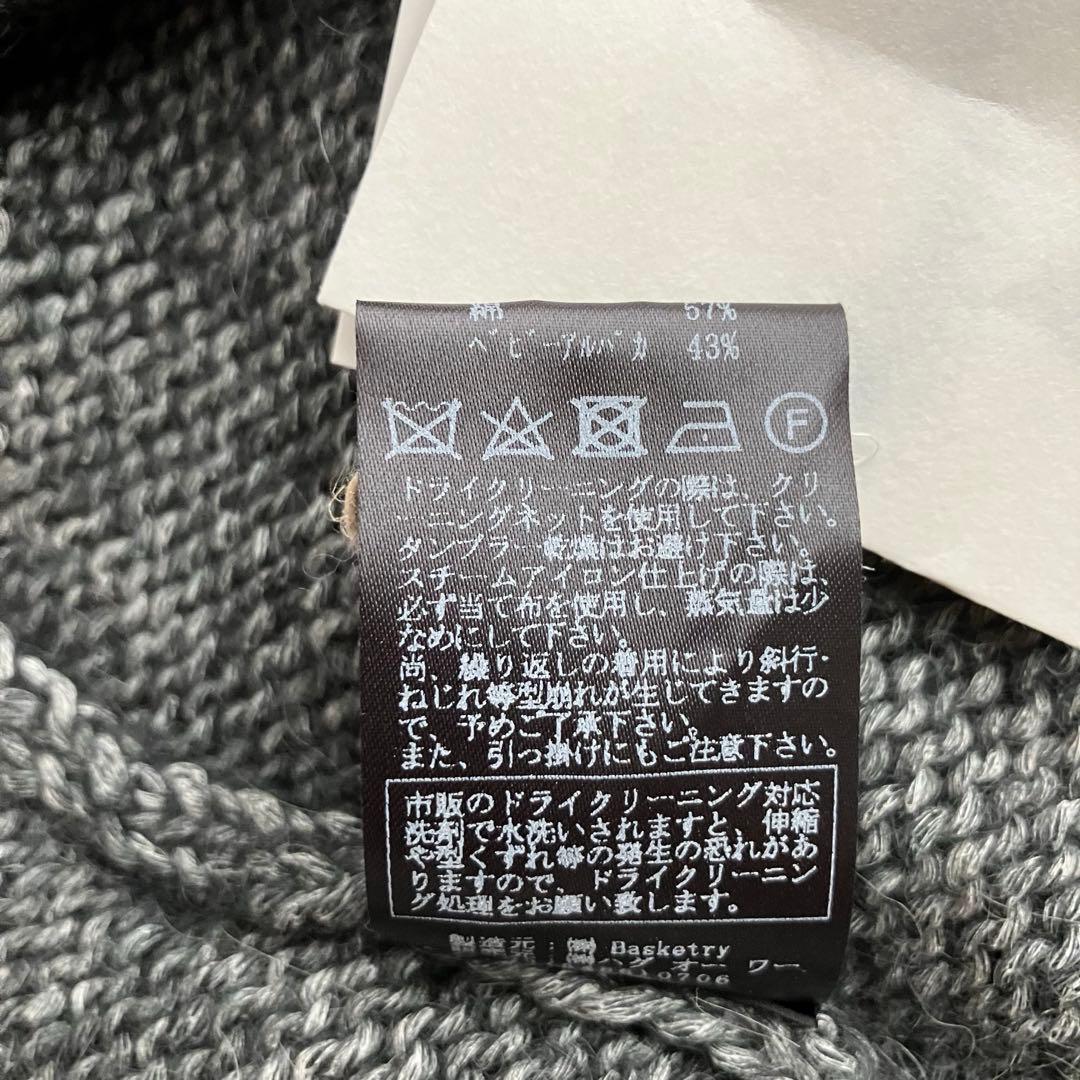 綿 57%
ベビーアルパカ 43%
F
ドライクリーニングの際は、クリ
ーニングネットを使用して下さい。
タンブラー乾燥はお避け下さい。
スチームアイロン仕上げの際は、
必ず当て布を使用し、蒸気量は少
なめにして下さい。
尚、繰り返しの着用により斜行・
ねじれ等型崩れが生じてきますの
で、予めご了承下さい。
また、引っ掛けにもご注意下さい。
市販のドライクリーニング対応
洗剤で水洗いされますと、伸縮
や型くずれ等の発生の恐れがあ
りますので、ドライクリーニン
グ処理をお願い致します。
製造元:㈱ Basketry